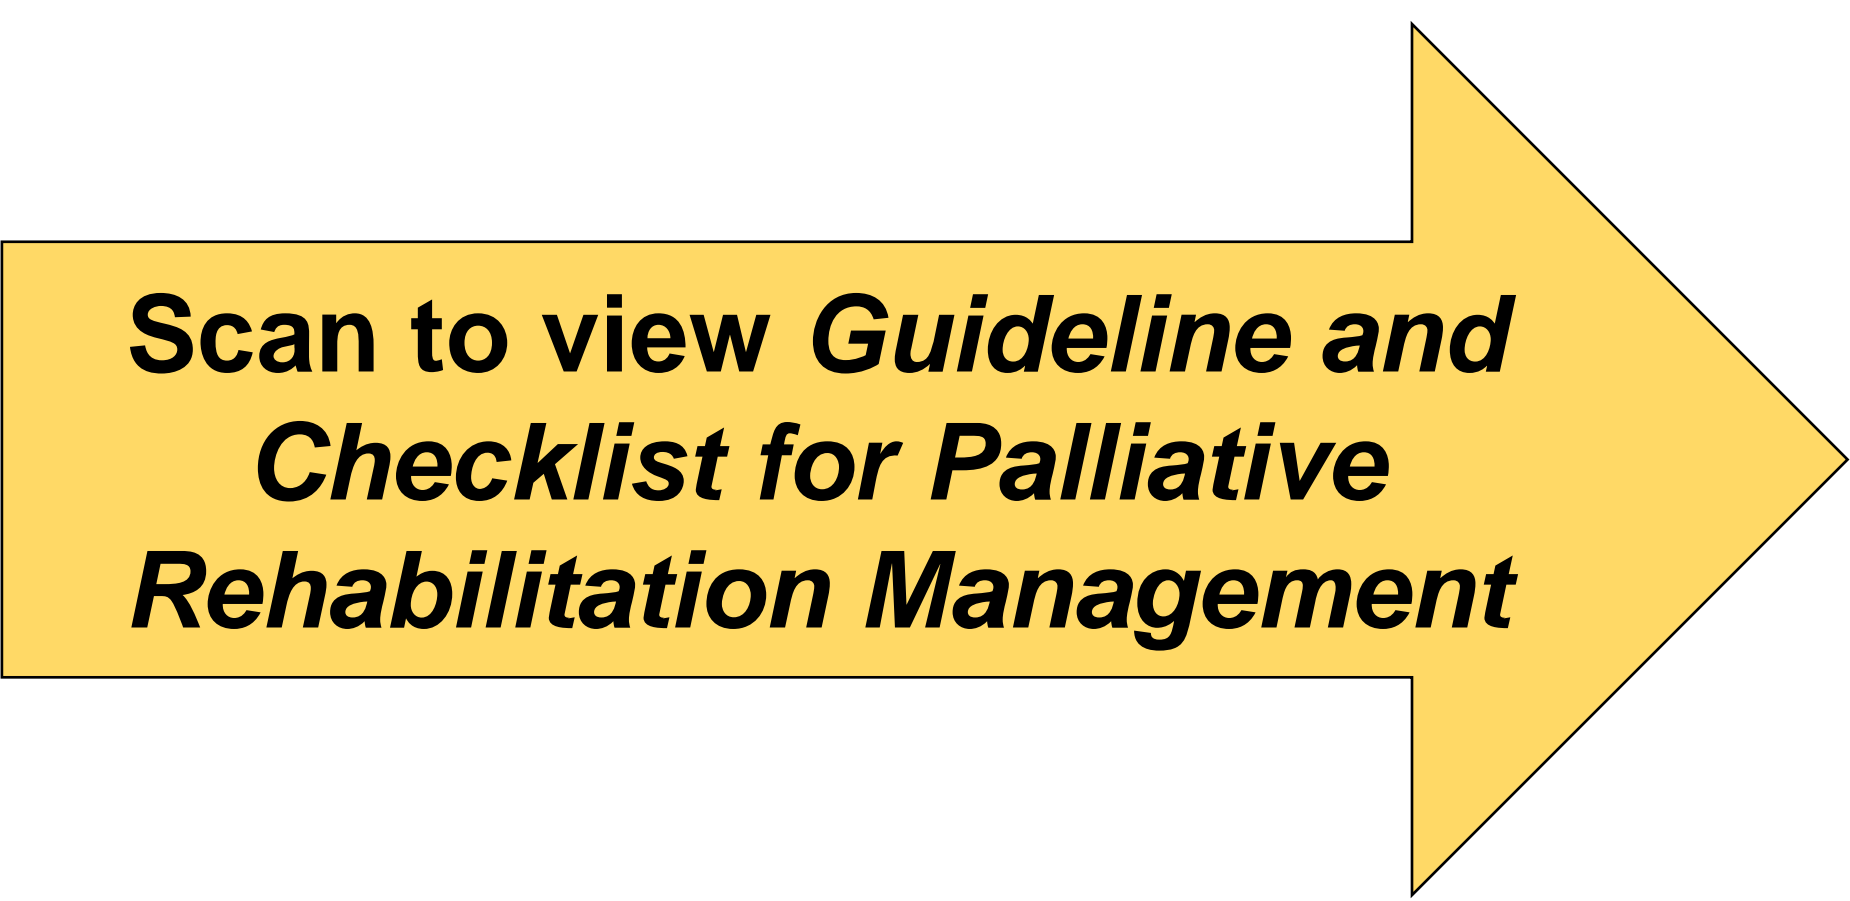 Scan to view Guideline and
Checklist for Palliative
Rehabilitation Management